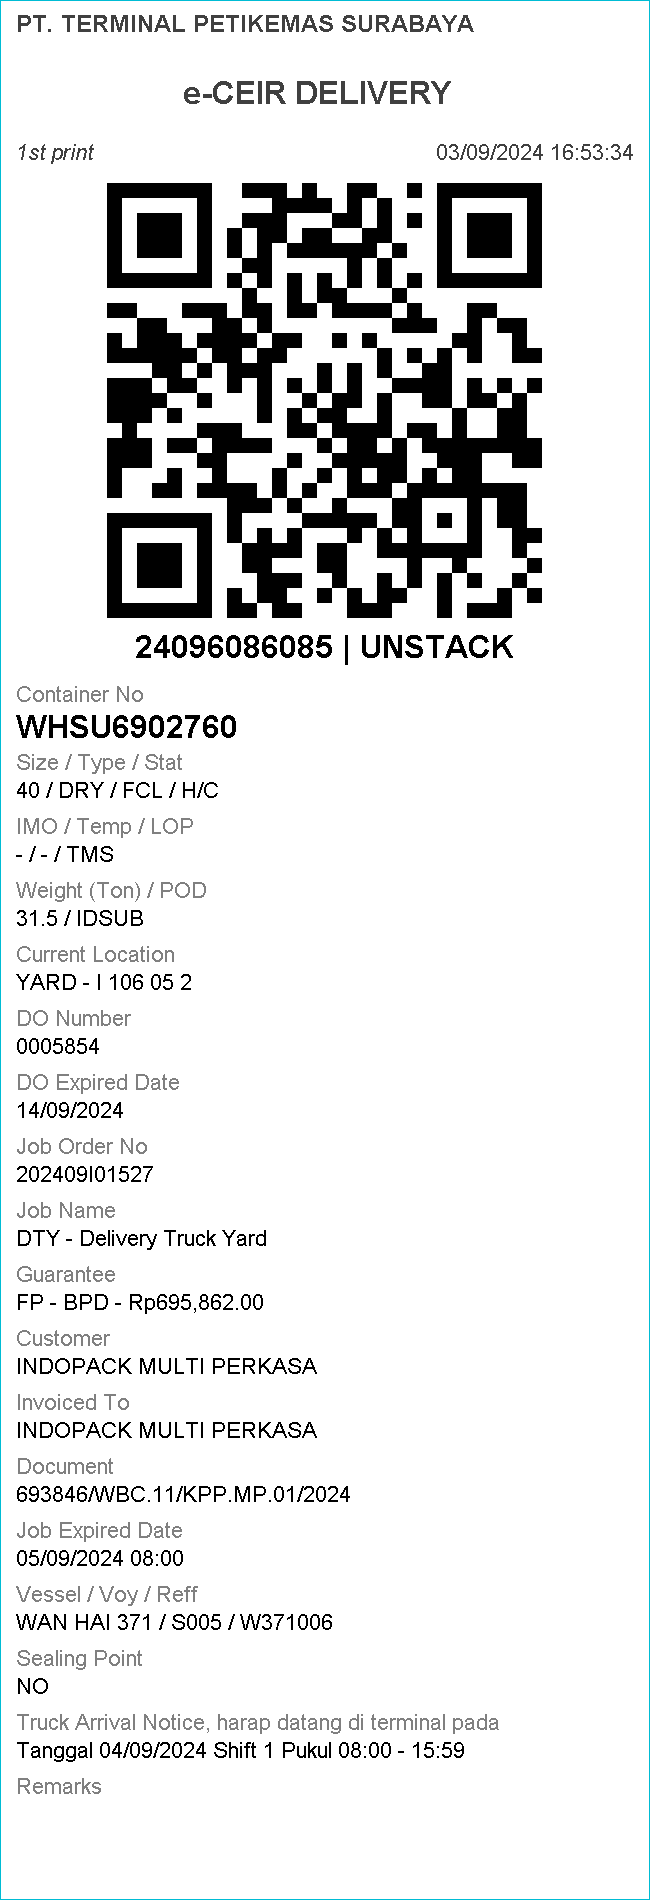 PT. TERMINAL PETIKEMAS SURABAYA
e-CEIR DELIVERY
1st print 03/09/2024 16:53:34
24096086085 | UNSTACK
Container No
WHSU6902760
Size / Type / Stat
40 / DRY / FCL / H/C
IMO / Temp / LOP
- / - / TMS
Weight (Ton) / POD
31.5 / IDSUB
Current Location
YARD - I 106 05 2
DO Number
0005854
DO Expired Date
14/09/2024
Job Order No
202409I01527
Job Name
DTY - Delivery Truck Yard
Guarantee
FP - BPD - Rp695,862.00
Customer
INDOPACK MULTI PERKASA
Invoiced To
INDOPACK MULTI PERKASA
Document
693846/WBC.11/KPP.MP.01/2024
Job Expired Date
05/09/2024 08:00
Vessel / Voy / Reff
WAN HAI 371 / S005 / W371006
Sealing Point
NO
Truck Arrival Notice, harap datang di terminal pada
Tanggal 04/09/2024 Shift 1 Pukul 08:00 - 15:59
Remarks